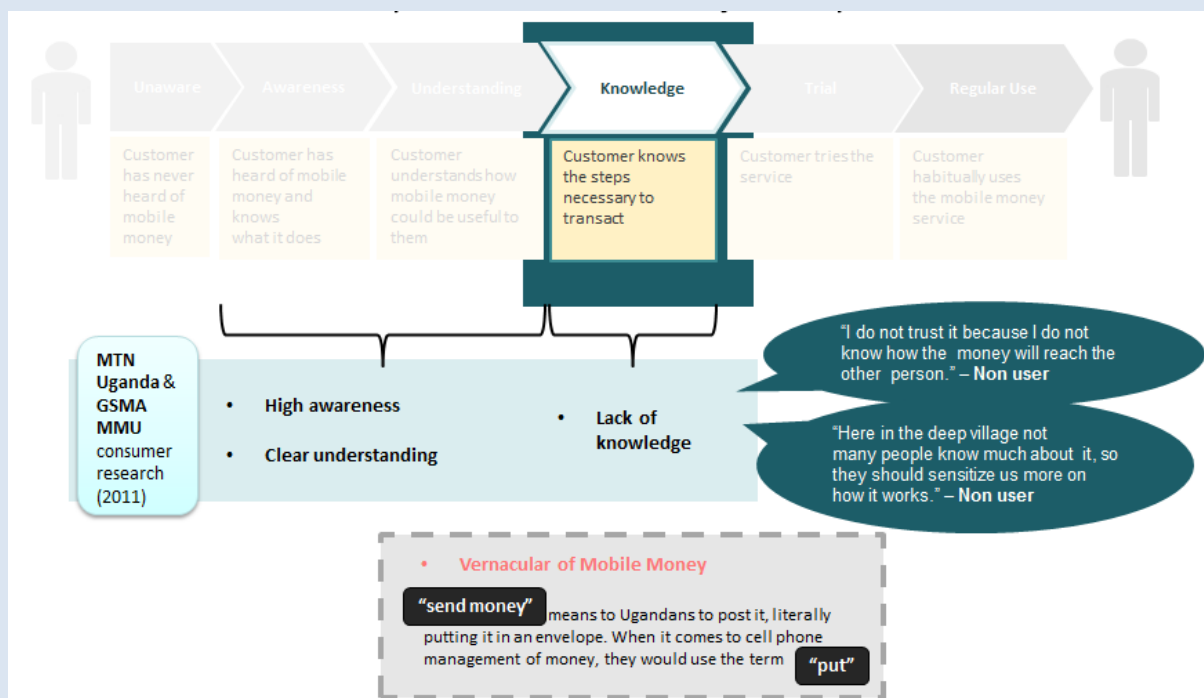 Unaware
Awareness
Understanding
Knowledge
Trial
Regular Use
Customer
has never
heard of
mobile
money
Customer has
heard of mobile
money and
knows
what it does
Customer
understands how
mobile money
could be useful to
them
Customer knows
the steps
necessary to
transact
Customer tries the
service
Customer
habitually uses
the mobile money
service
MTN
Uganda &
GSMA
MMU
consumer
research
(2011)
• High awareness
• Clear understanding
• Lack of
knowledge
“I do not trust it because I do not
know how the money will reach the
other person.” – Non user
“Here in the deep village not
many people know much about it, so
they should sensitize us more on
how it works.” – Non user
• Vernacular of Mobile Money
“send money” means to Ugandans to post it, literally
putting it in an envelope. When it comes to cell phone
management of money, they would use the term “put”